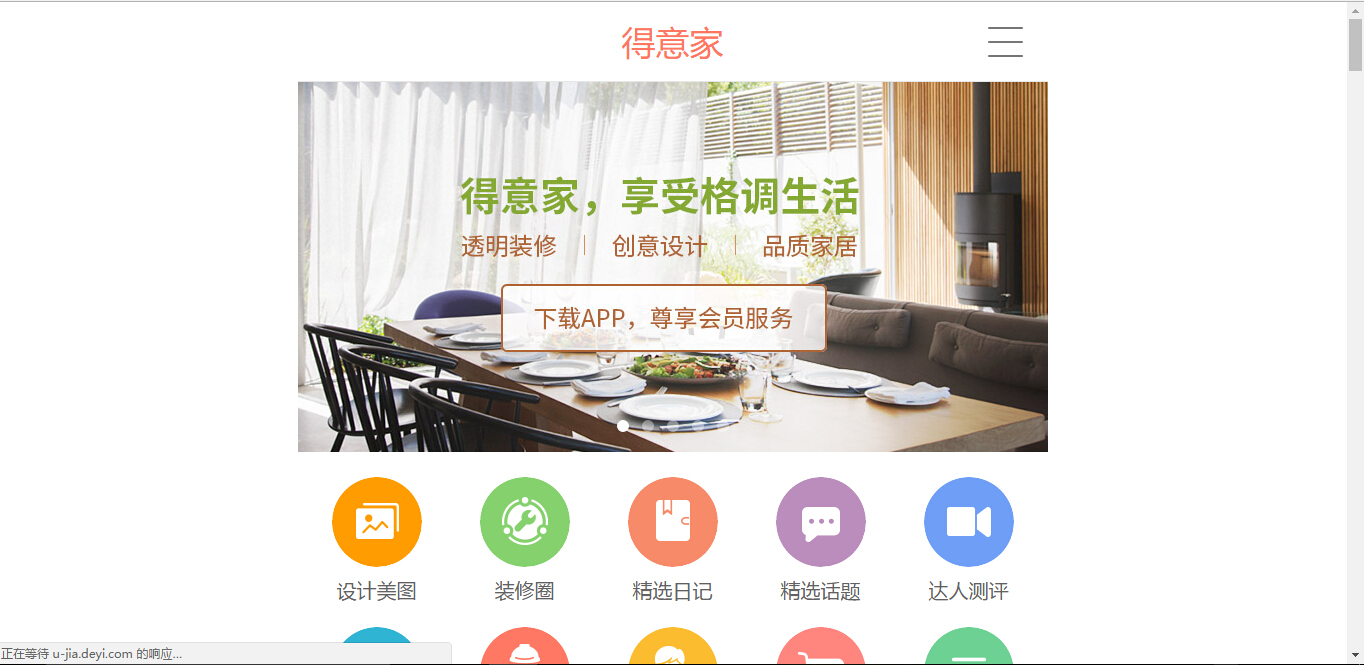 得意家
得意家，享受格调生活
透明装修 | 创意设计 | 品质家居
下载APP，尊享会员服务
设计美图 装修圈 精选日记 精选话题 达人测评
正在等待 u-jia.deyi.com 的响应...